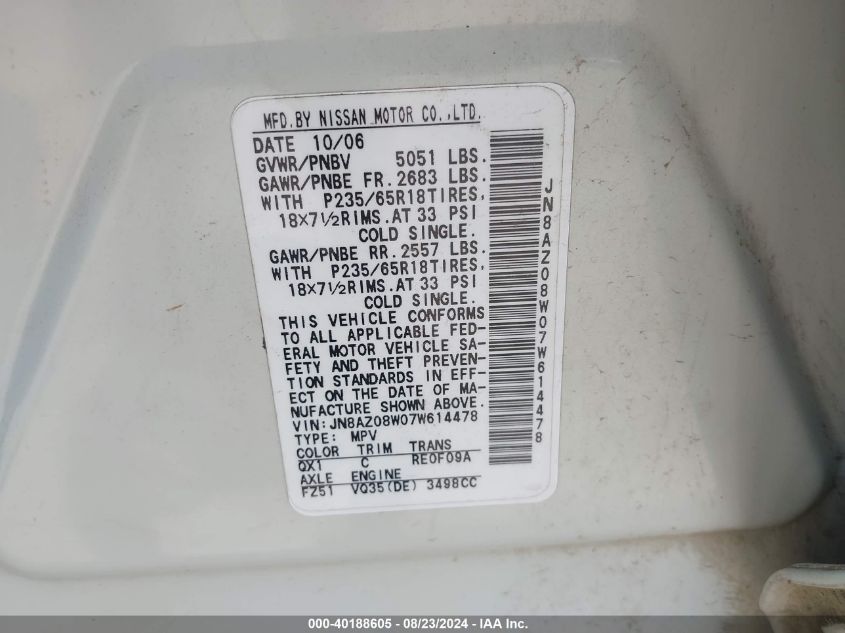 MFD.BY NISSAN MOTOR CO.,LTD.
DATE 10/06
GVWR/PNBV 5051 LBS.
GAWR/PNBE FR. 2683 LBS.
WITH P235/65R18TIRES,
18×7½RIMS.AT 33 PSI
COLD SINGLE.
GAWR/PNBE RR. 2557 LBS.
WITH P235/65R18TIRES,
18×7½RIMS.AT 33 PSI
COLD SINGLE.
THIS VEHICLE CONFORMS
TO ALL APPLICABLE FED-
ERAL MOTOR VEHICLE SA-
FETY AND THEFT PREVEN-
TION STANDARDS IN EFF-
ECT ON THE DATE OF MA-
NUFACTURE SHOWN ABOVE.
VIN:JN8AZ08W07W614478
TYPE: MPV
COLOR TRIM TRANS
QX1 C RE0F09A
AXLE ENGINE
FZ51 VQ35(DE) 3498CC
JN8AZ08W07W614478
000-40188605 - 08/23/2024 - IAA Inc.